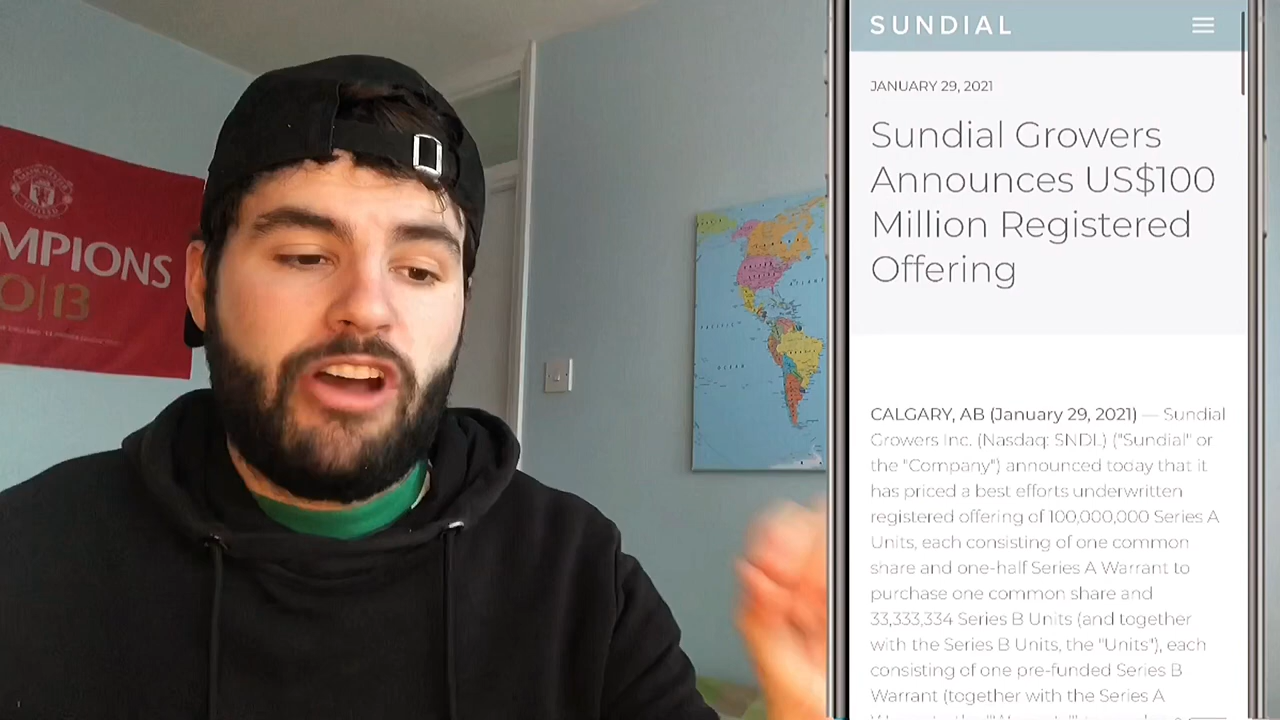 MANCHESTER
UNITED
MPIONS
0|13
SUNDIAL
JANUARY 29, 2021
Sundial Growers
Announces US$100
Million Registered
Offering
CALGARY, AB (January 29, 2021) — Sundial
Growers Inc. (Nasdaq: SNDL) ("Sundial" or
the "Company") announced today that it
has priced a best efforts underwritten
registered offering of 100,000,000 Series A
Units, each consisting of one common
share and one-half Series A Warrant to
purchase one common share and
33,333,334 Series B Units (and together
with the Series B Units, the "Units"), each
consisting of one pre-funded Series B
Warrant (together with the Series A